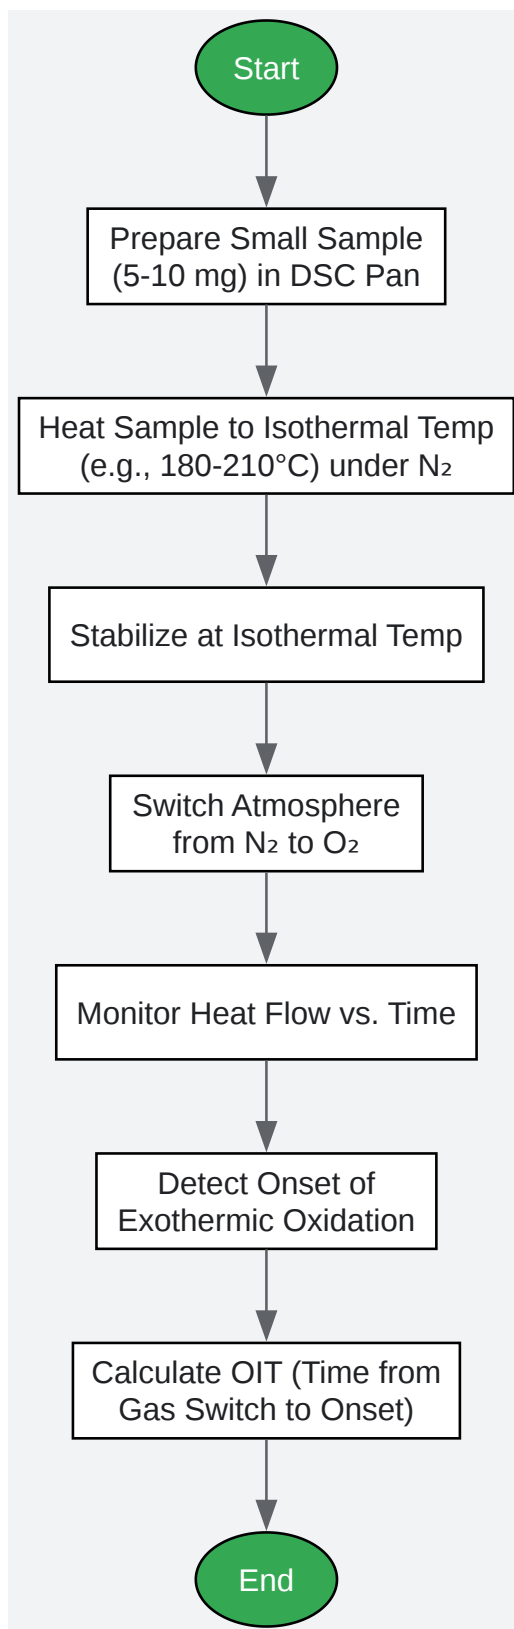 Start
Prepare Small Sample
(5-10 mg) in DSC Pan
Heat Sample to Isothermal Temp
(e.g., 180-210°C) under N₂
Stabilize at Isothermal Temp
Switch Atmosphere
from N₂ to O₂
Monitor Heat Flow vs. Time
Detect Onset of
Exothermic Oxidation
Calculate OIT (Time from
Gas Switch to Onset)
End